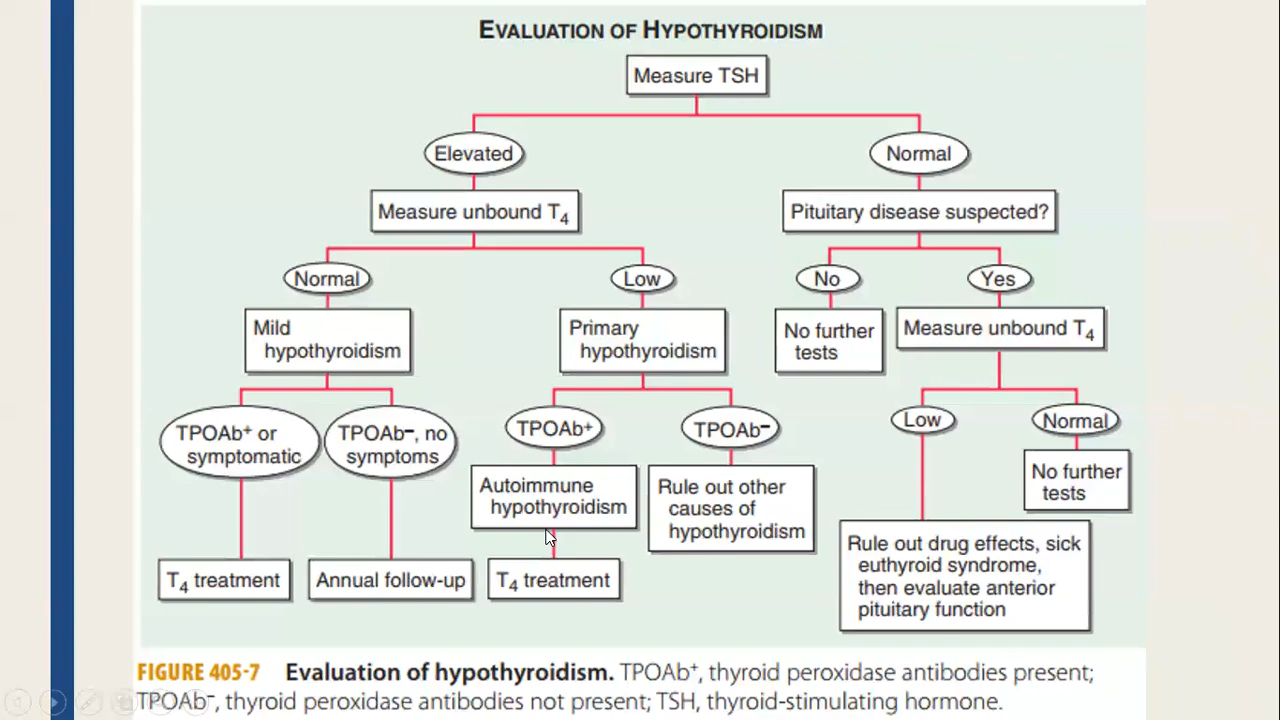 EVALUATION OF HYPOTHYROIDISM
Measure TSH
Elevated
Normal
Measure unbound T4
Pituitary disease suspected?
Normal
Low
No
Yes
Mild
hypothyroidism
Primary
hypothyroidism
No further
tests
Measure unbound T4
TPOAb+ or
symptomatic
TPOAb–, no
symptoms
TPOAb+
TPOAb–
Low
Normal
Autoimmune
hypothyroidism
Rule out other
causes of
hypothyroidism
No further
tests
T4 treatment
Annual follow-up
T4 treatment
Rule out drug effects, sick
euthyroid syndrome,
then evaluate anterior
pituitary function
FIGURE 405-7 Evaluation of hypothyroidism. TPOAb+, thyroid peroxidase antibodies present;
TPOAb–, thyroid peroxidase antibodies not present; TSH, thyroid-stimulating hormone.